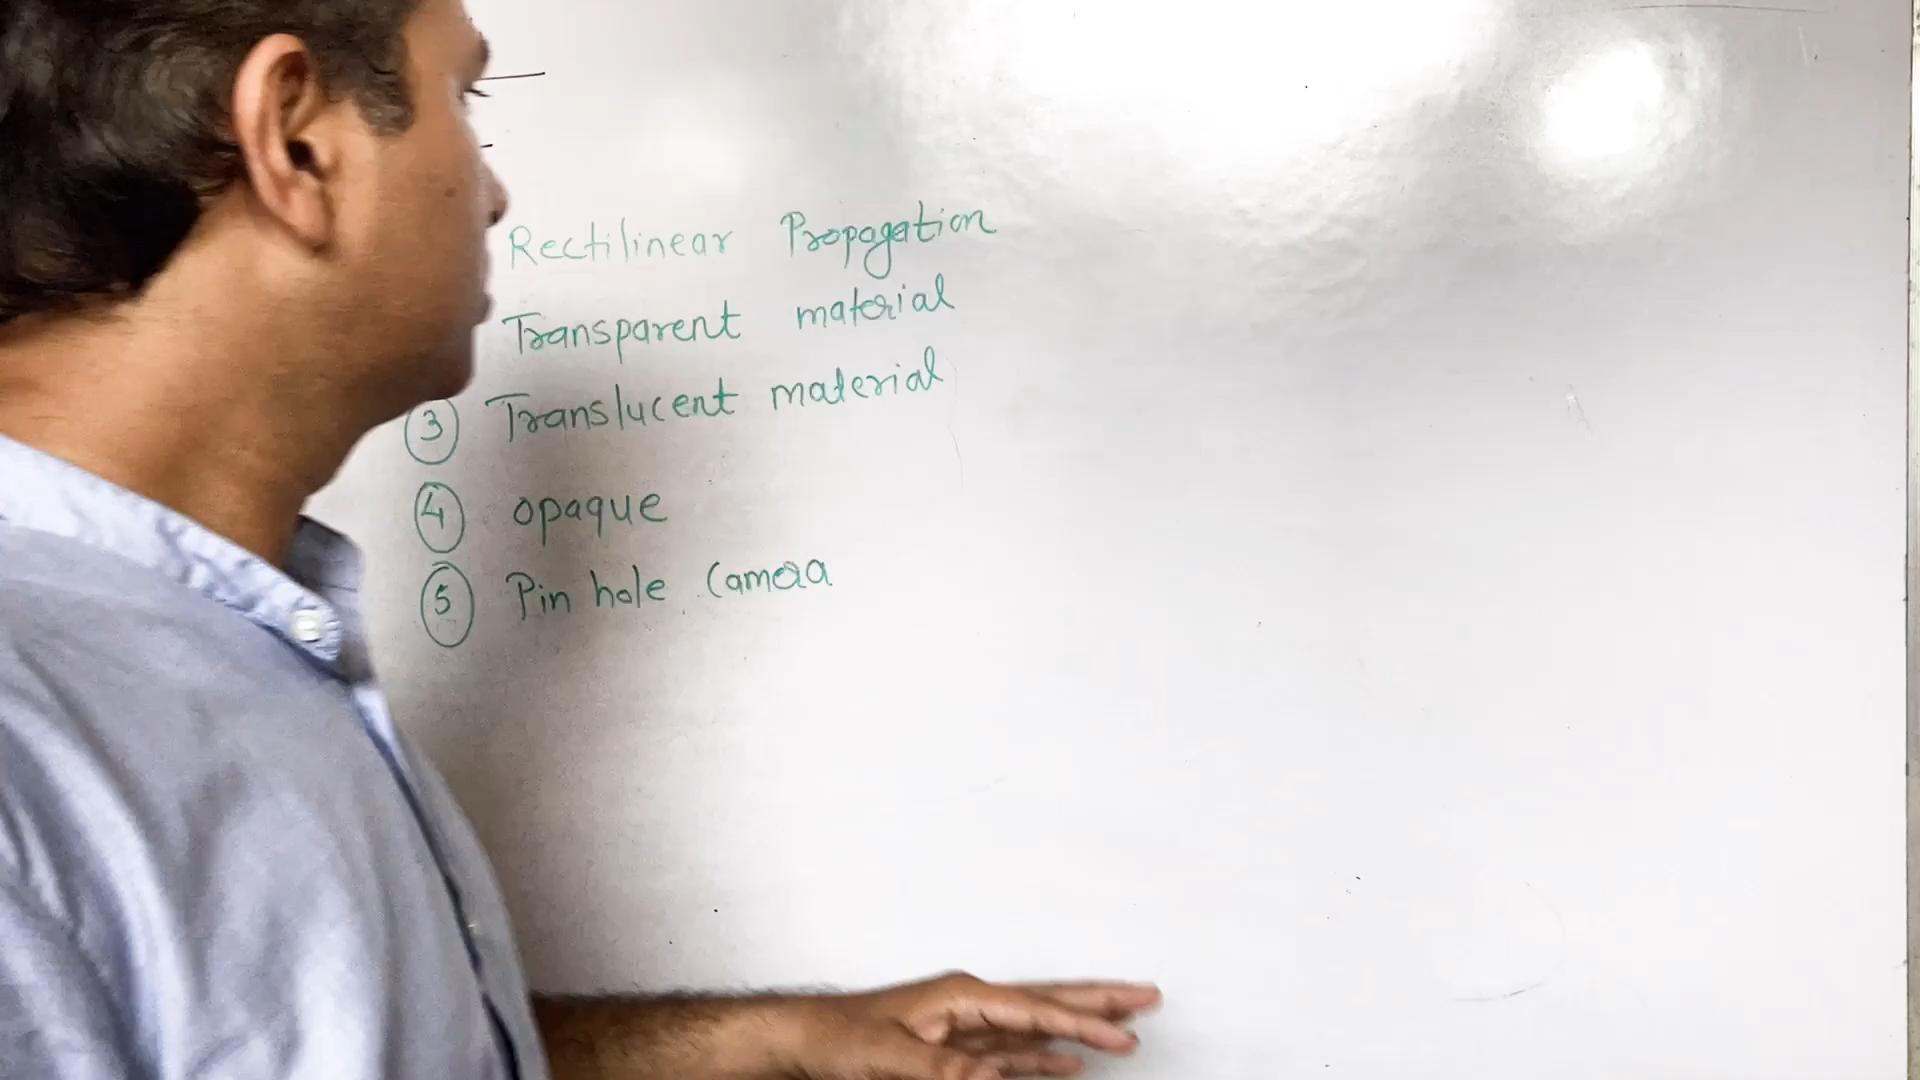 Rectilinear Propagation
Transparent material
3 Translucent material
4 opaque
5 Pin hole Camera